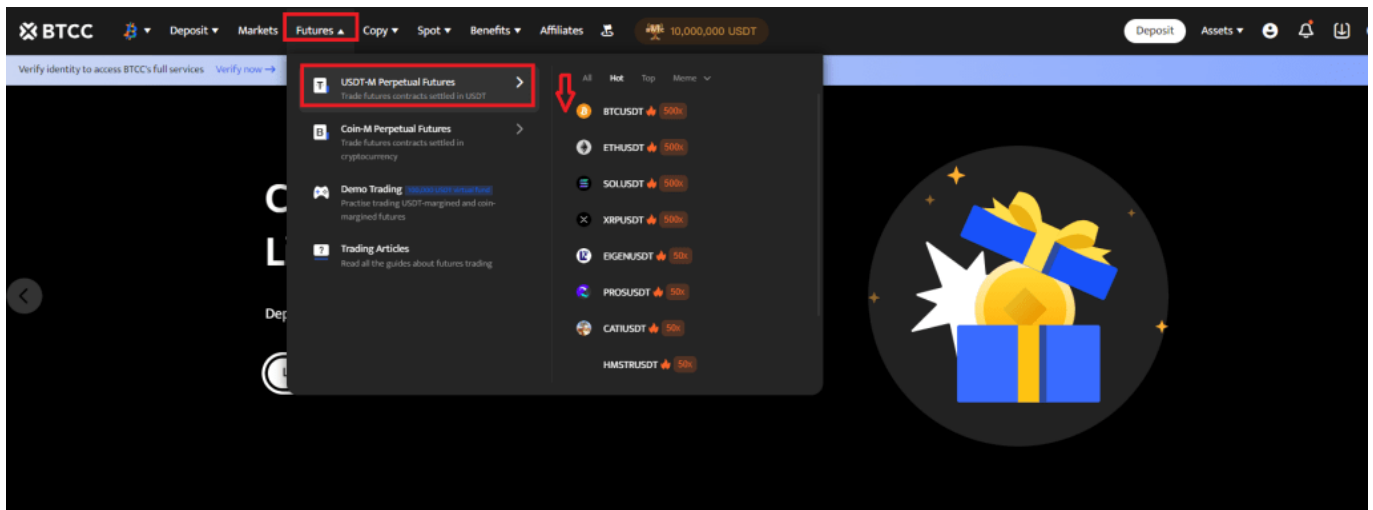 BTCC
Deposit
Markets
Futures
Copy
Spot
Benefits
Affiliates
10,000,000 USDT
Deposit
Assets
Verify identity to access BTCC's full services Verify now →
T
USDT-M Perpetual Futures
Trade futures contracts settled in USDT
B
Coin-M Perpetual Futures
Trade futures contracts settled in
cryptocurrency
Demo Trading
Practise trading USDT-margined and coin-
margined futures
?
Trading Articles
Read all the guides about futures trading
All Hot Top Meme
BTCUSDT 500x
ETHUSDT 500x
SOLUSDT 500x
XRPUSDT 500x
EIGENUSDT 50x
PROSUSDT 50x
CATIUSDT 50x
HMSTRUSDT 50x
C
L
Dep